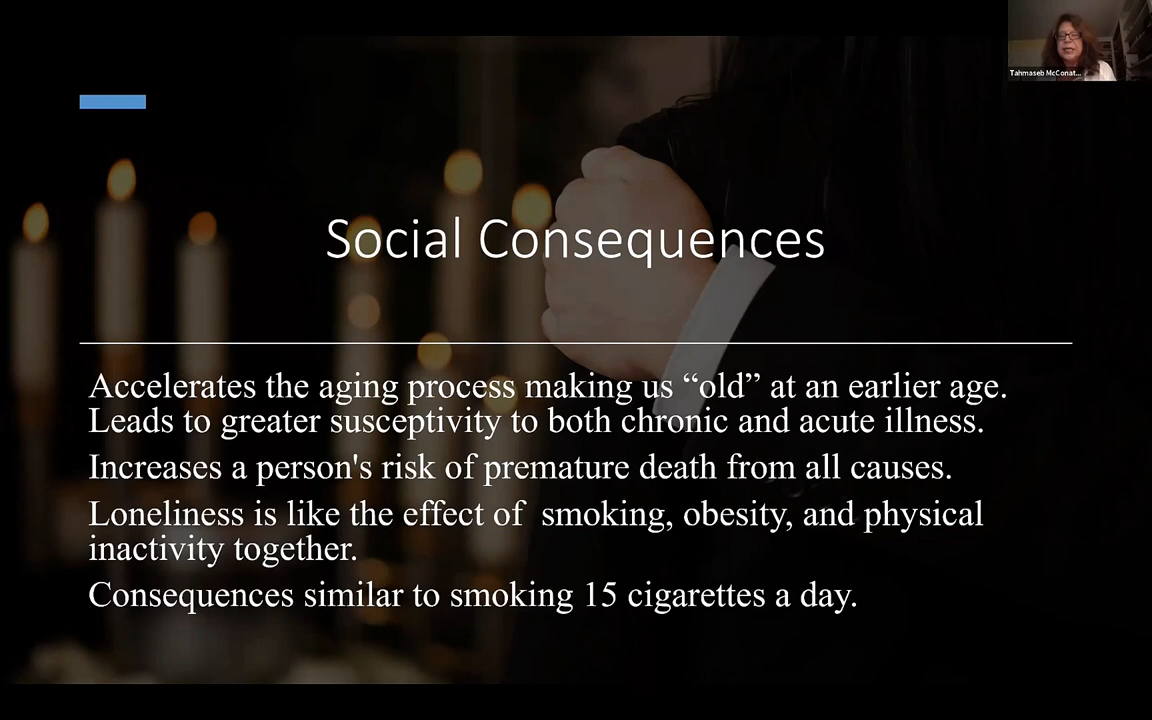 Tahmaseb McConat...
Social Consequences
Accelerates the aging process making us “old” at an earlier age.
Leads to greater susceptivity to both chronic and acute illness.
Increases a person's risk of premature death from all causes.
Loneliness is like the effect of  smoking, obesity, and physical
inactivity together.
Consequences similar to smoking 15 cigarettes a day.